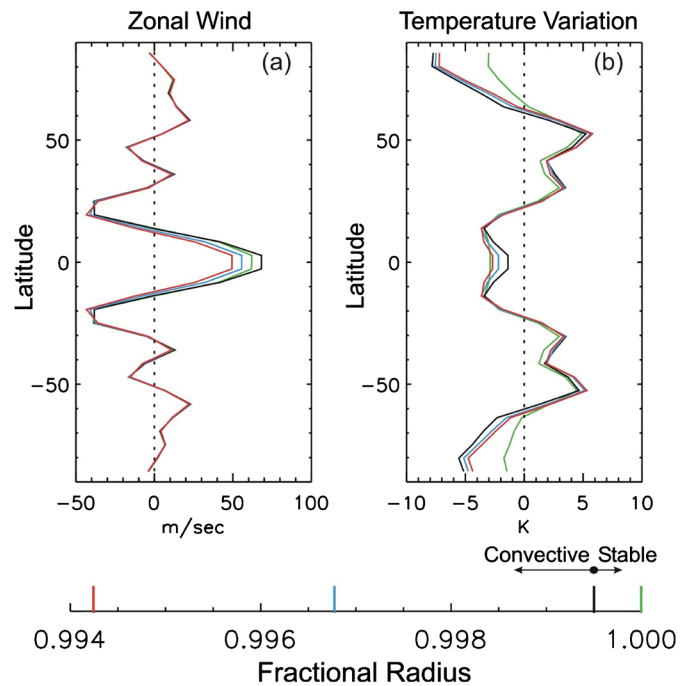 Zonal Wind
Temperature Variation
(a)
(b)
Latitude
50
0
−50
−50
0
50
100
m/sec
Latitude
50
0
−50
−10
−5
0
5
10
K
Convective Stable
0.994
0.996
0.998
1.000
Fractional Radius